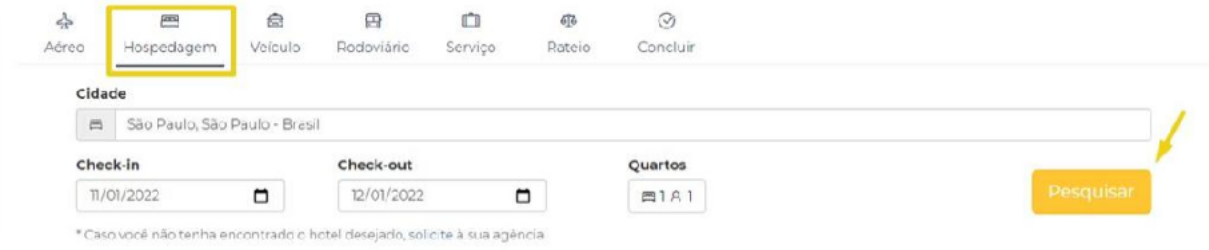 Aéreo Hospedagem Veículo Rodoviário Serviço Rateio Concluir
Cidade
São Paulo, São Paulo - Brasil
Check-in Check-out Quartos
11/01/2022 12/01/2022 1 1 Pesquisar
* Caso você não tenha encontrado o hotel desejado, solicite à sua agência